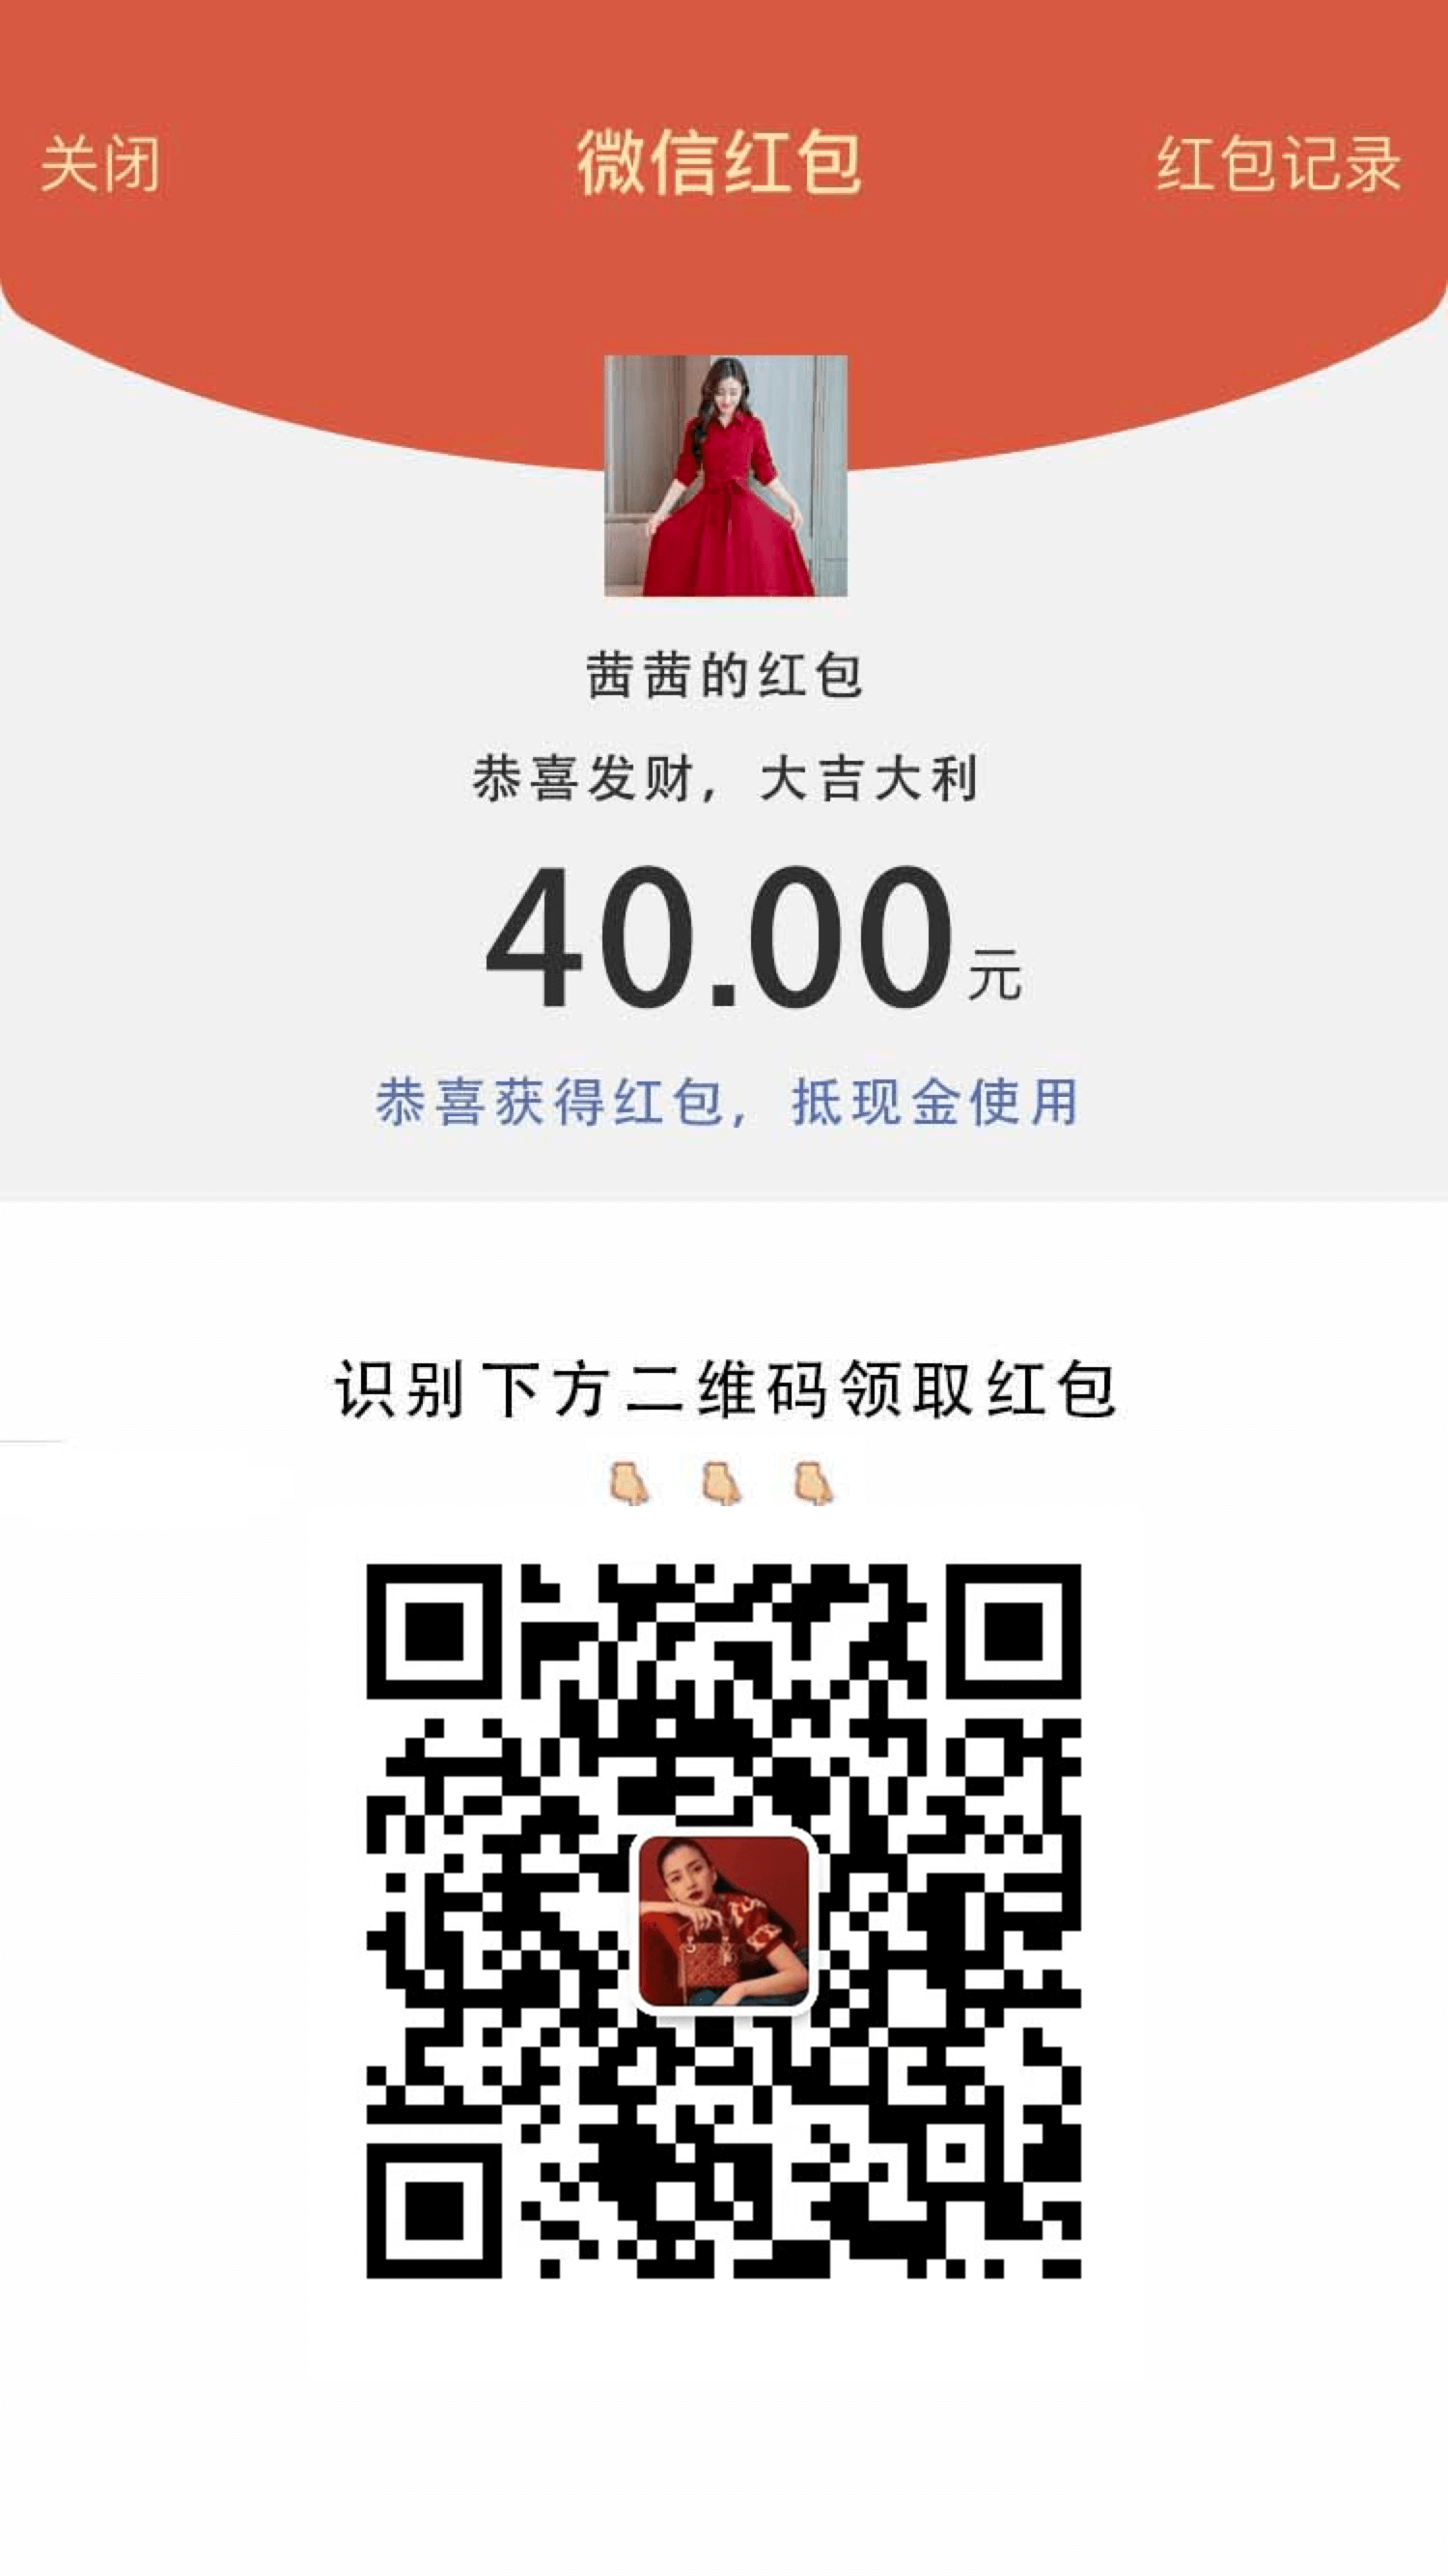 关闭 微信红包 红包记录
茜茜的红包
恭喜发财，大吉大利
40.00元
恭喜获得红包，抵现金使用
识别下方二维码领取红包